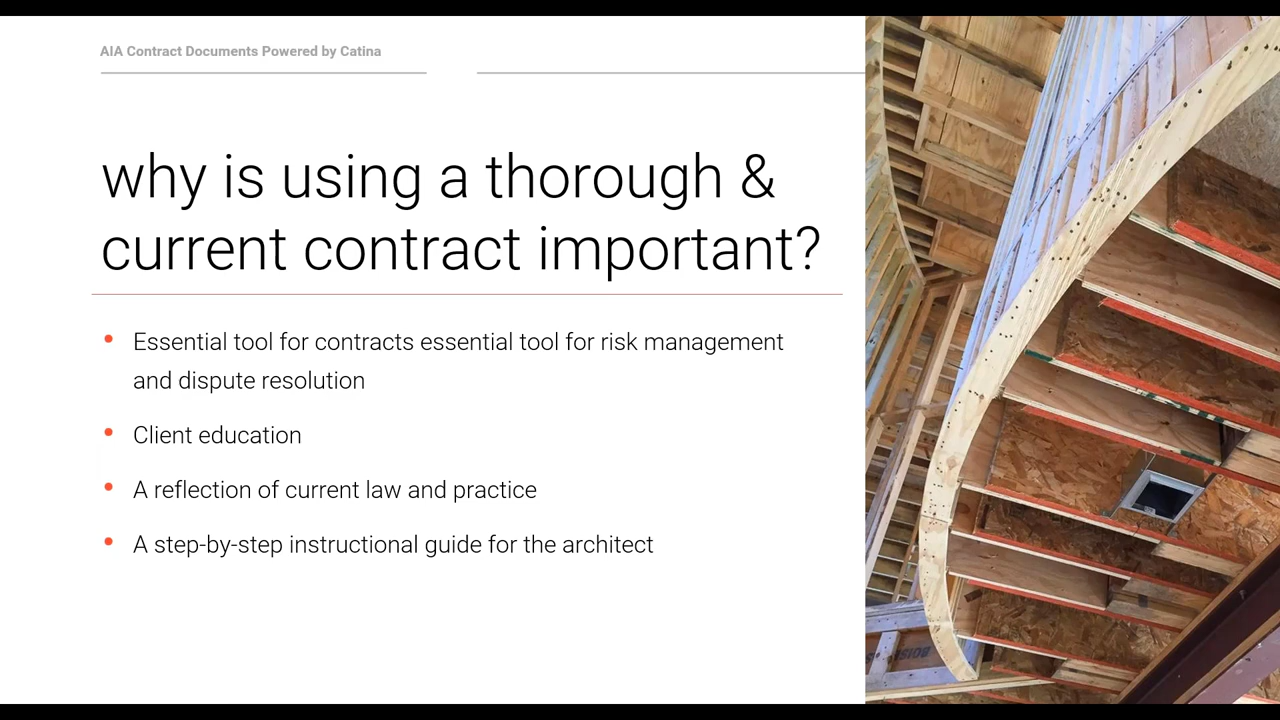 AIA Contract Documents Powered by Catina
why is using a thorough &
current contract important?
Essential tool for contracts essential tool for risk management
and dispute resolution
Client education
A reflection of current law and practice
A step-by-step instructional guide for the architect